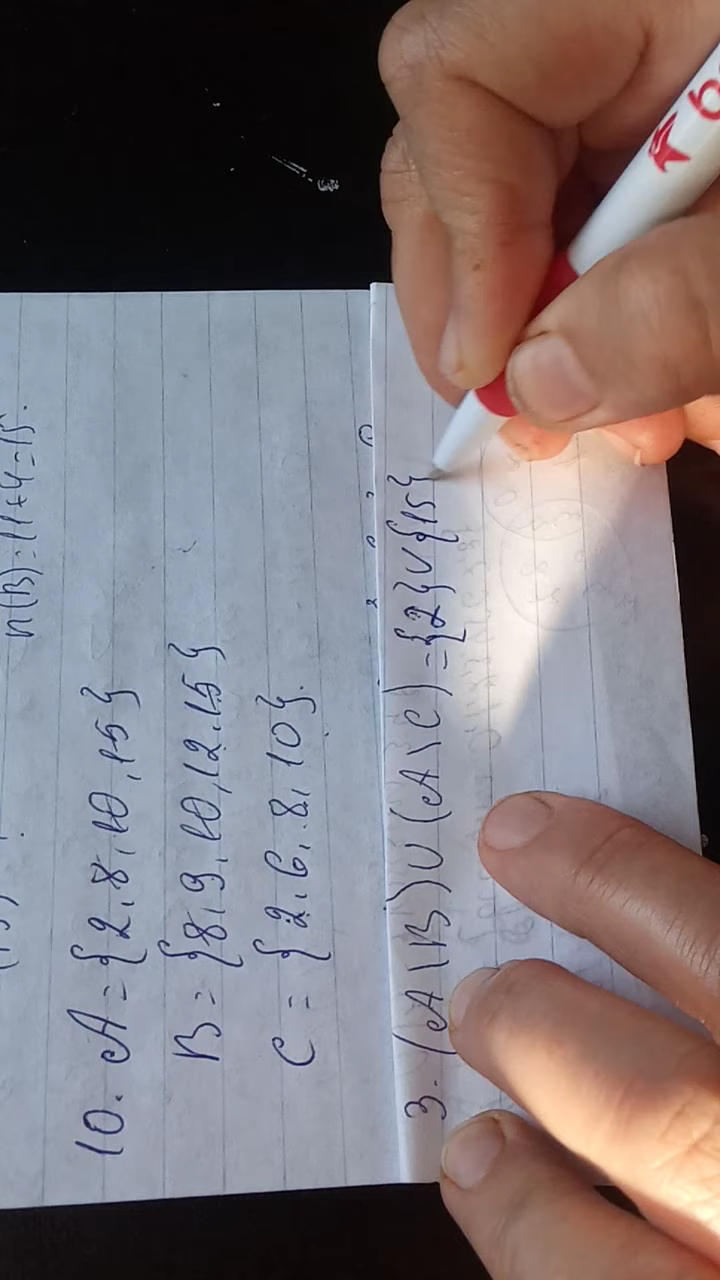 n(B)=11+4=15.
10. A={2,8,10,15}
B={8,9,10,12,15}
C={2,6,8,10}.
3. (A\B)∪(A\C)={2}∪{15}